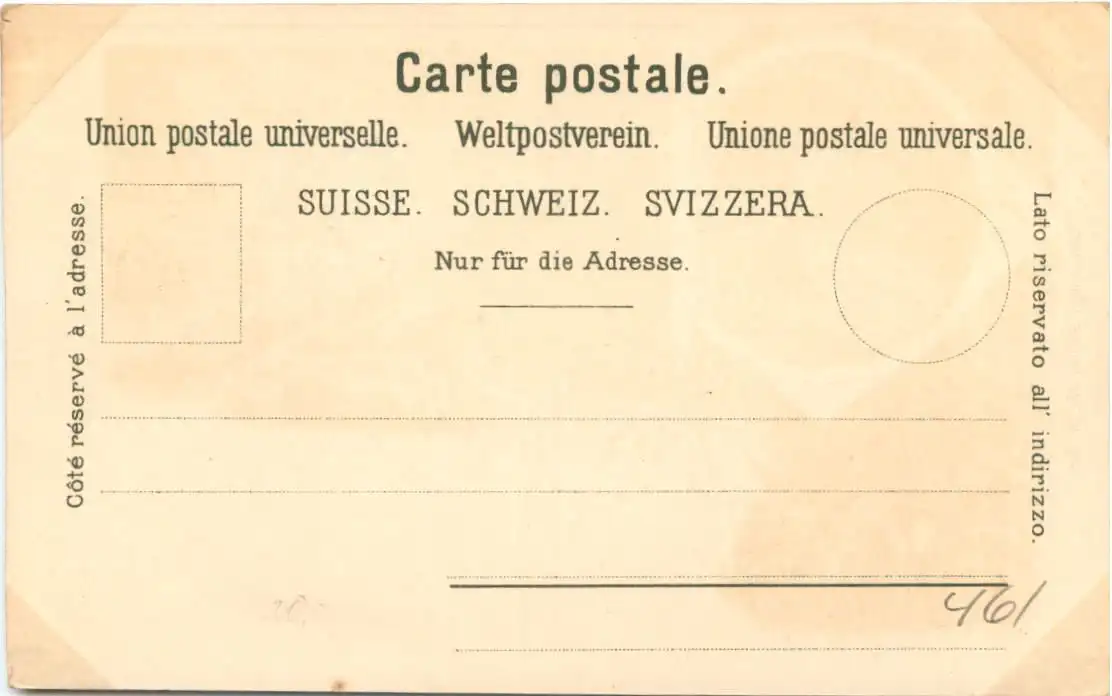 Carte postale.
Union postale universelle. Weltpostverein. Unione postale universale.
SUISSE. SCHWEIZ. SVIZZERA.
Nur für die Adresse.
Côté réservé à l'adresse.
Lato riservato all' indirizzo.
461